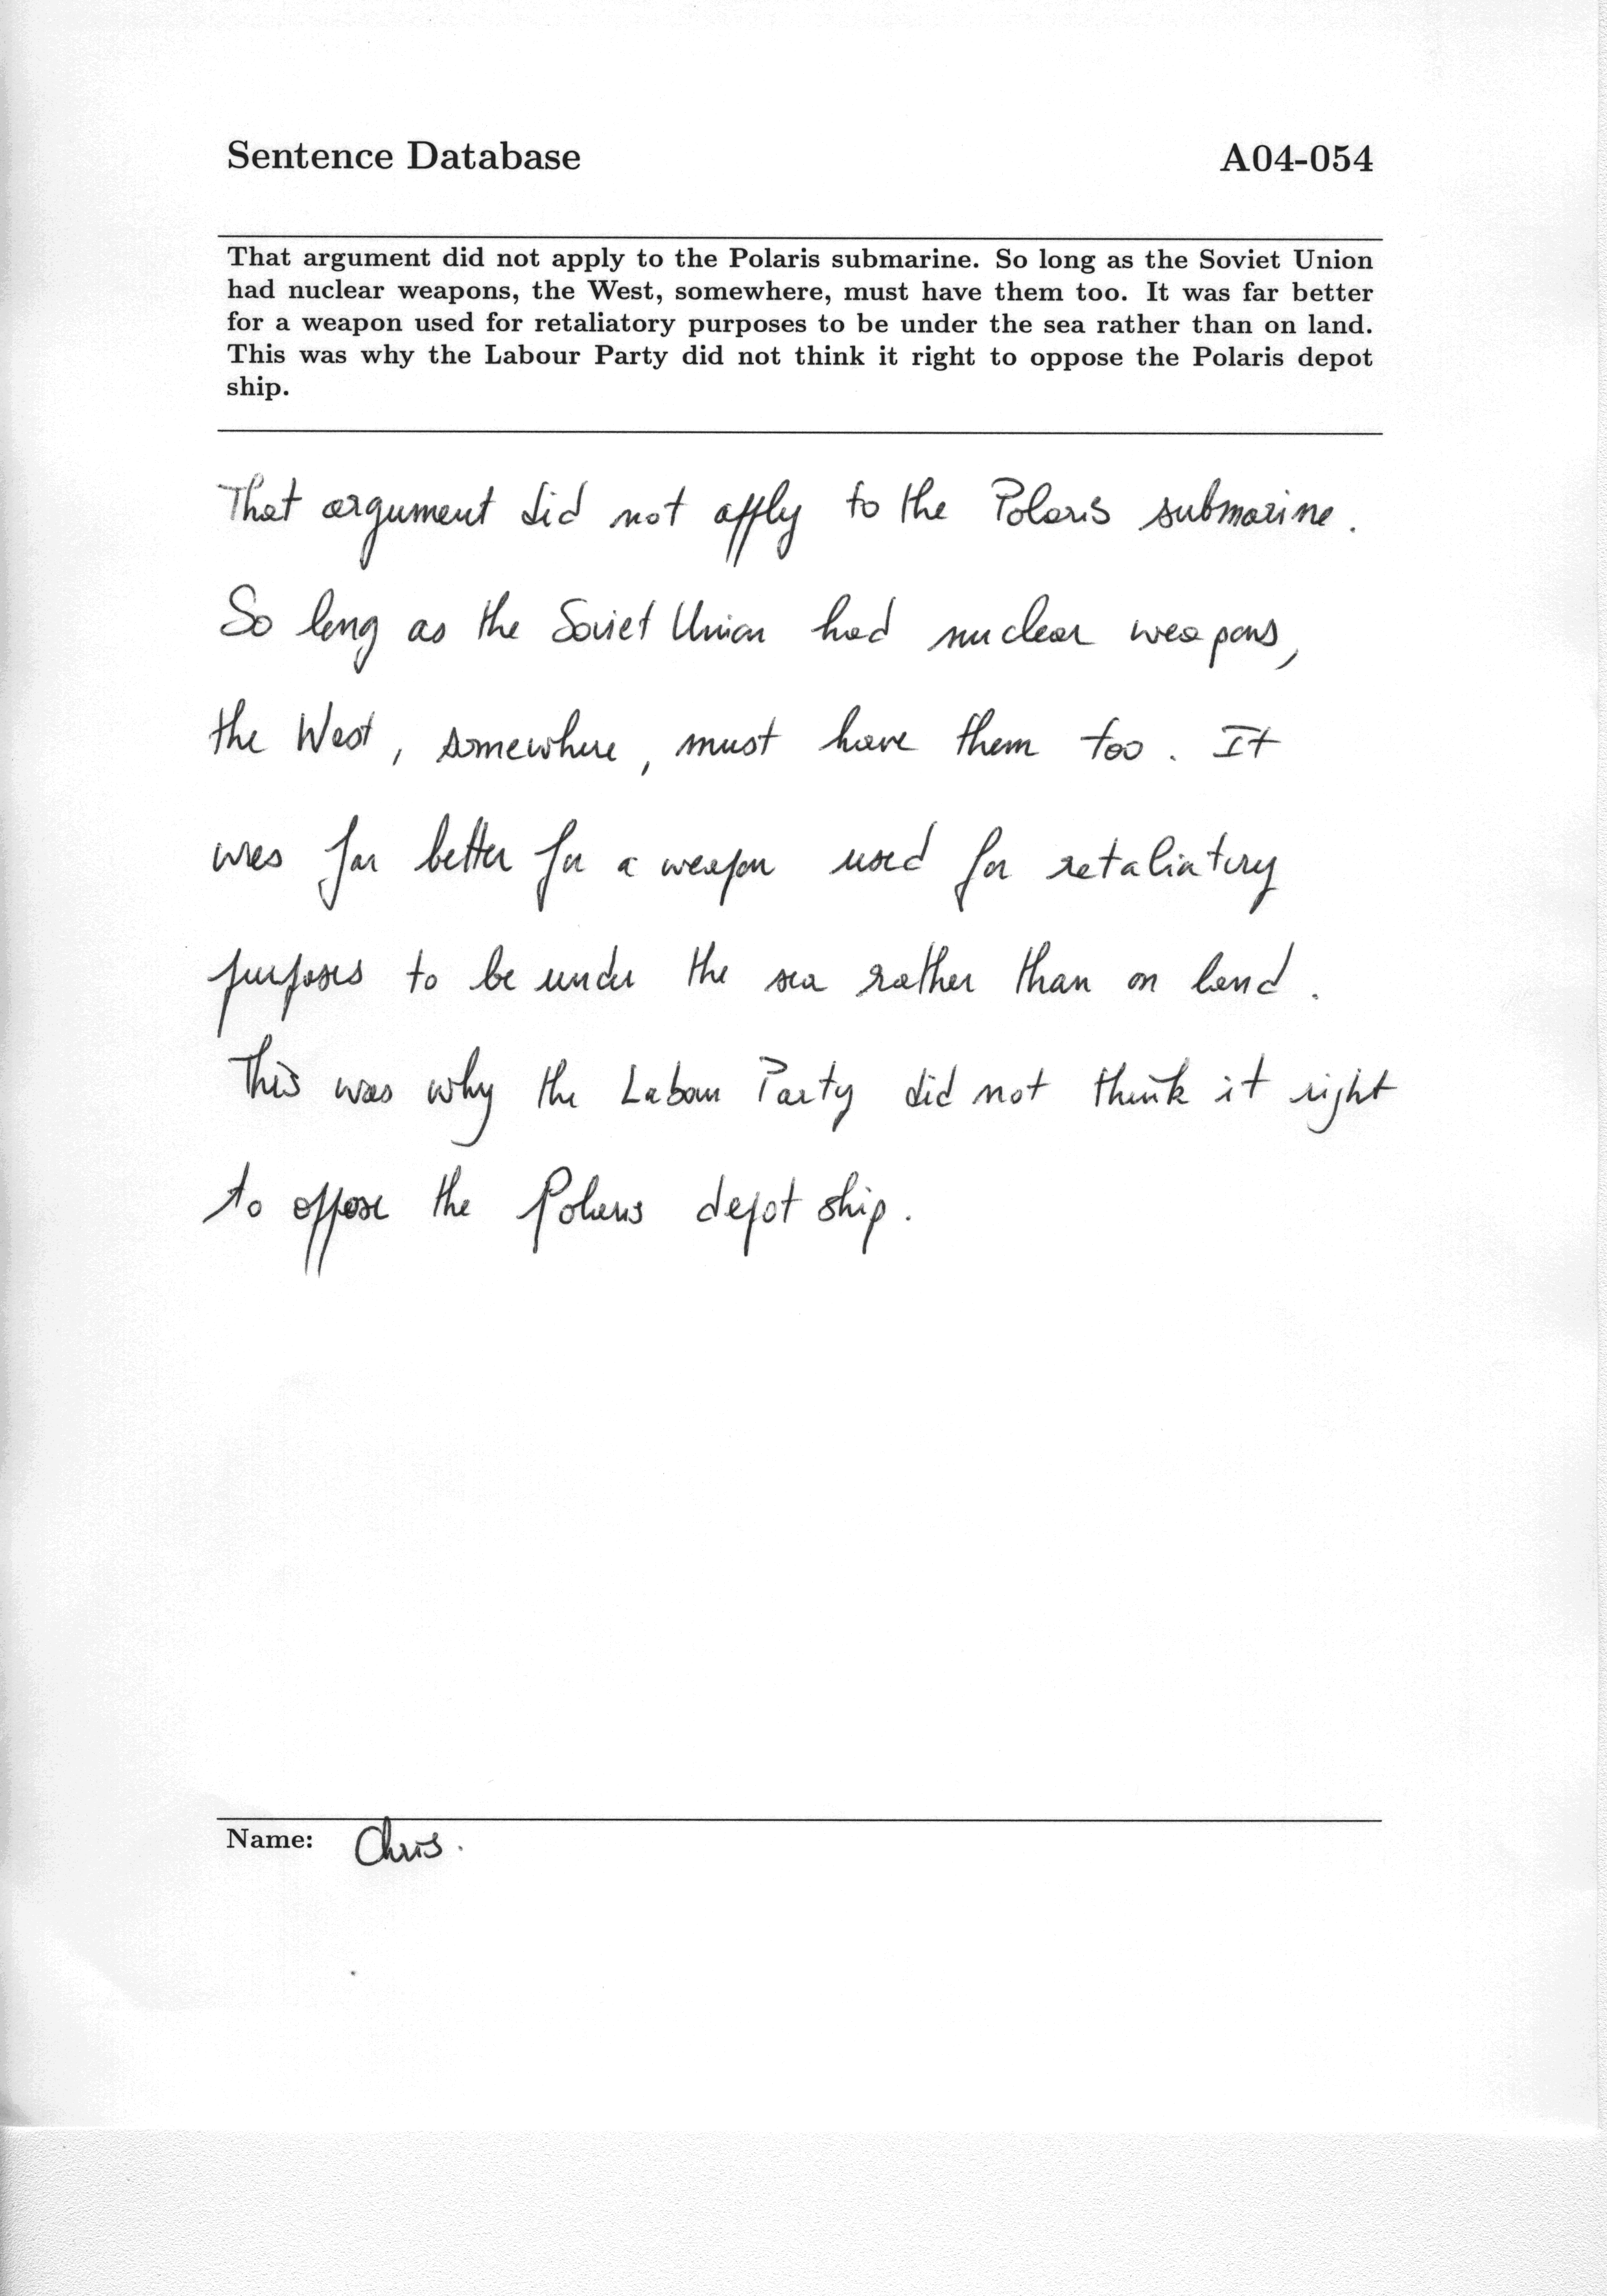 Sentence Database A04-054
That argument did not apply to the Polaris submarine. So long as the Soviet Union
had nuclear weapons, the West, somewhere, must have them too. It was far better
for a weapon used for retaliatory purposes to be under the sea rather than on land.
This was why the Labour Party did not think it right to oppose the Polaris depot
ship.
That argument did not apply to the Polaris submarine.
So long as the Soviet Union had nuclear weapons,
the West, somewhere, must have them too. It
was far better for a weapon used for retaliatory
purposes to be under the sea rather than on land.
This was why the Labour Party did not think it right
to oppose the Polaris depot ship.
Name: Chris.